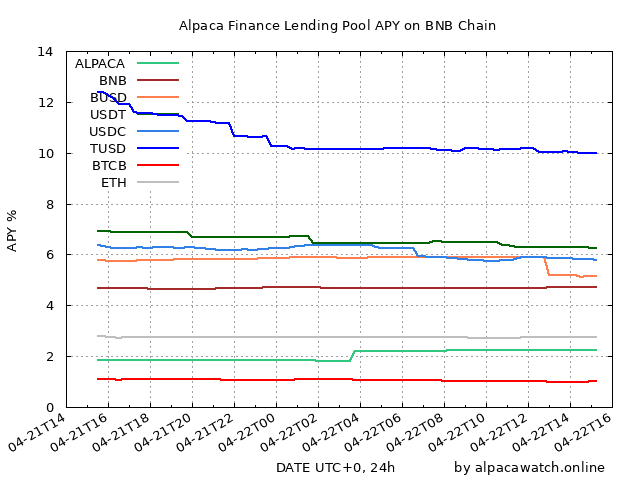 Alpaca Finance Lending Pool APY on BNB Chain
14
12
10
8
6
4
2
0
APY %
ALPACA
BNB
BUSD
USDT
USDC
TUSD
BTCB
ETH
04-21T14
04-21T16
04-21T18
04-21T20
04-21T22
04-22T00
04-22T02
04-22T04
04-22T06
04-22T08
04-22T10
04-22T12
04-22T14
04-22T16
DATE UTC+0, 24h
by alpacawatch.online